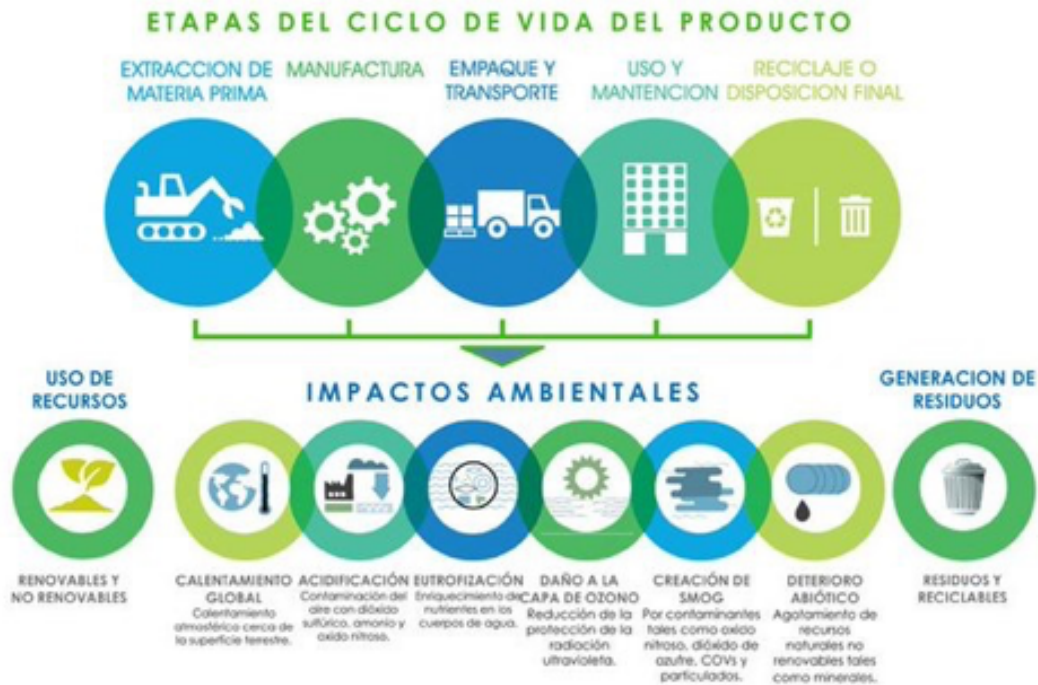 ETAPAS DEL CICLO DE VIDA DEL PRODUCTO
EXTRACCION DE
MATERIA PRIMA
MANUFACTURA
EMPAQUE Y
TRANSPORTE
USO Y
MANTENCION
RECICLAJE O
DISPOSICION FINAL
USO DE
RECURSOS
IMPACTOS AMBIENTALES
GENERACION DE
RESIDUOS
RENOVABLES Y
NO RENOVABLES
CALENTAMIENTO
GLOBAL
Calentamiento
atmosférico cerca de
la superficie terrestre.
ACIDIFICACIÓN
Contaminación del
aire con dióxido
sulfúrico, amonio y
oxido nitroso.
EUTROFIZACIÓN
Enriquecimiento de
nutrientes en los
cuerpos de agua.
DAÑO A LA
CAPA DE OZONO
Reducción de la
protección de la
radiación
ultravioleta.
CREACIÓN DE
SMOG
Por contaminantes
tales como oxido
nitroso, dióxido de
azufre, COVs y
particulados.
DETERIORO
ABIÓTICO
Agotamiento de
recursos
naturales no
renovables tales
como minerales.
RESIDUOS Y
RECICLABLES